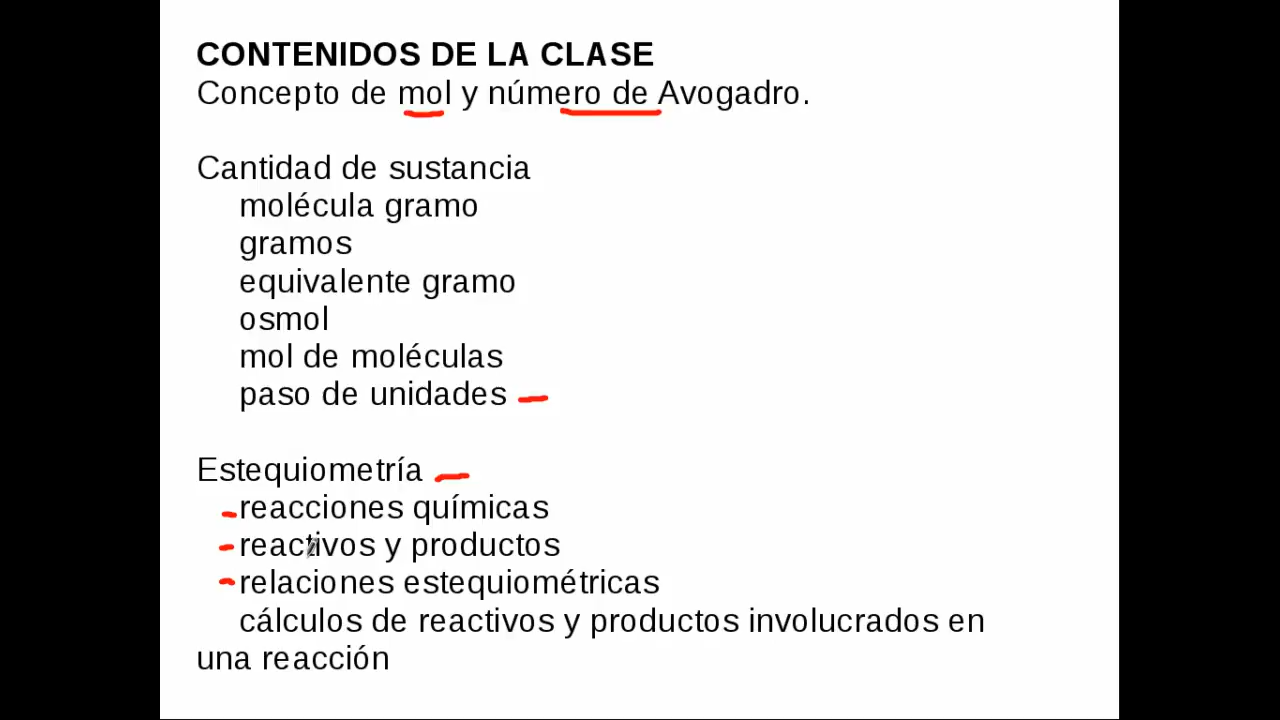 CONTENIDOS DE LA CLASE
Concepto de mol y número de Avogadro.
Cantidad de sustancia
molécula gramo
gramos
equivalente gramo
osmol
mol de moléculas
paso de unidades
Estequiometría
reacciones químicas
reactivos y productos
relaciones estequiométricas
cálculos de reactivos y productos involucrados en
una reacción